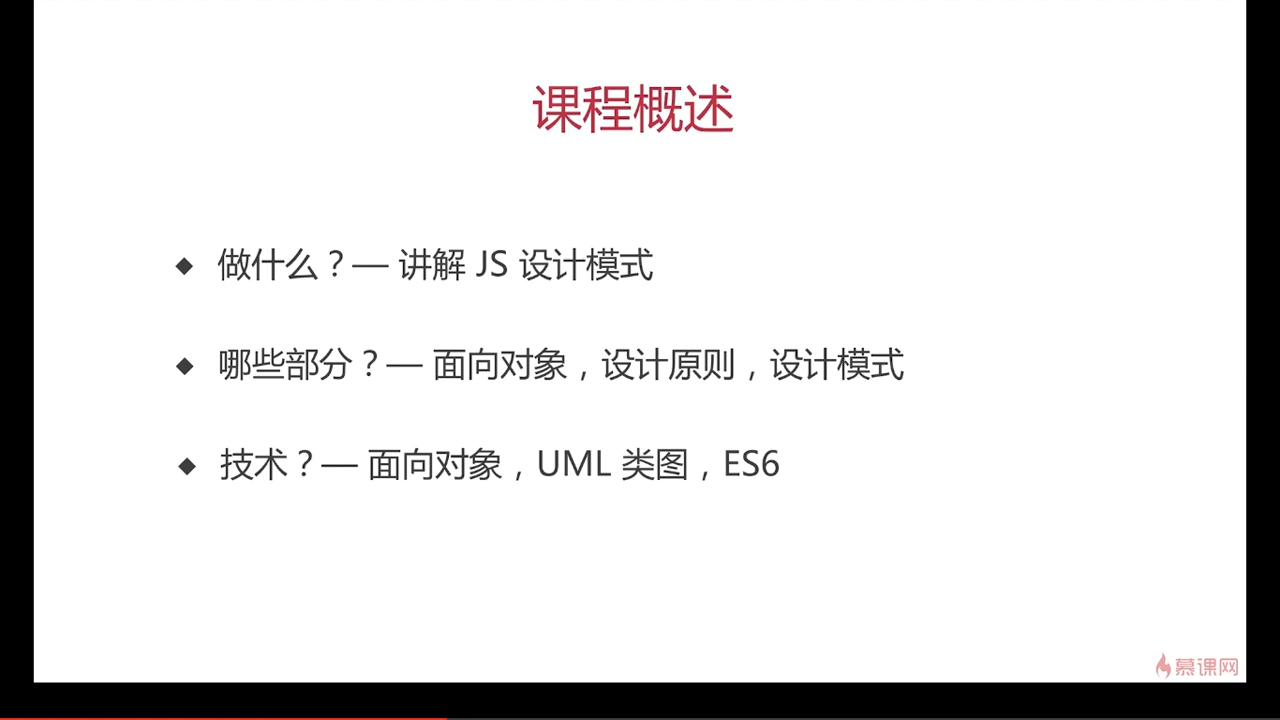 课程概述
◆ 做什么？— 讲解 JS 设计模式
◆ 哪些部分？— 面向对象，设计原则，设计模式
◆ 技术？— 面向对象，UML 类图，ES6
慕课网